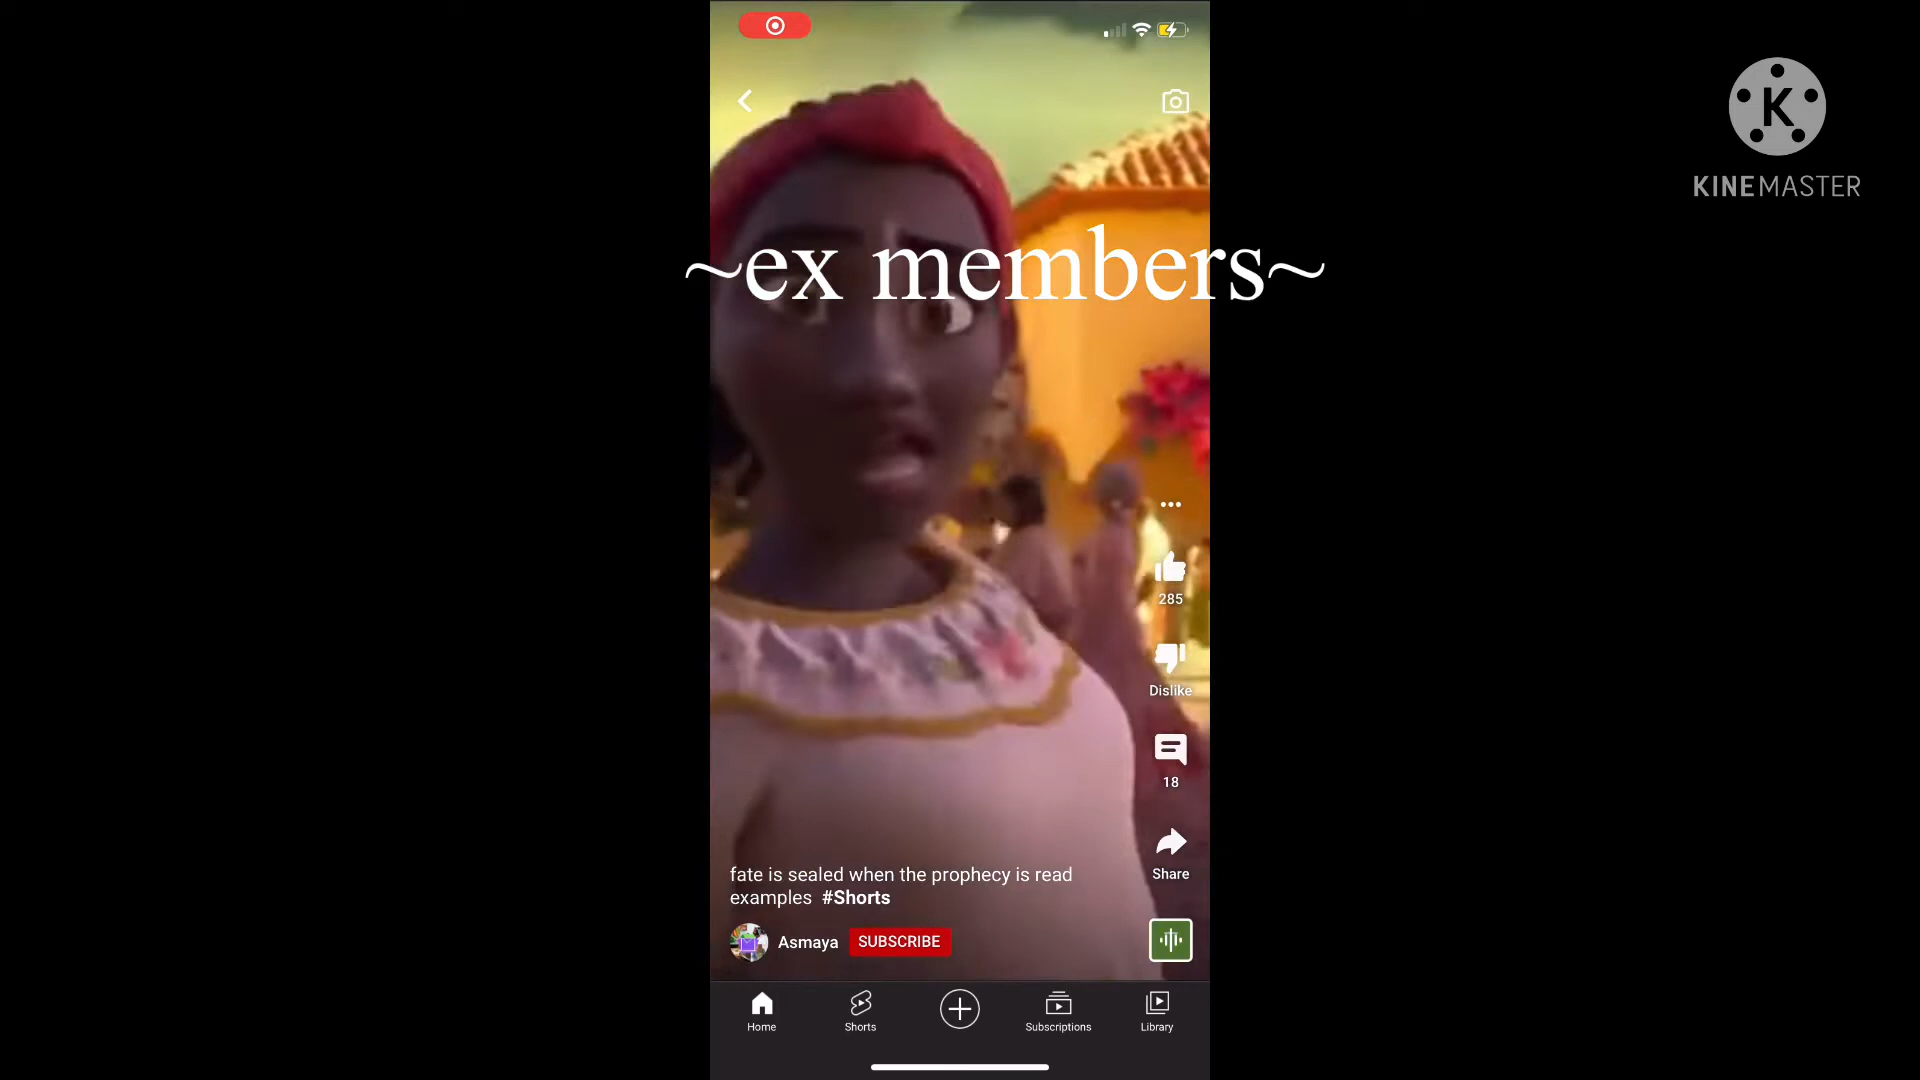 K
KINEMASTER
~ex members~
285
Dislike
18
Share
fate is sealed when the prophecy is read
examples #Shorts
Asmaya SUBSCRIBE
Home Shorts Subscriptions Library